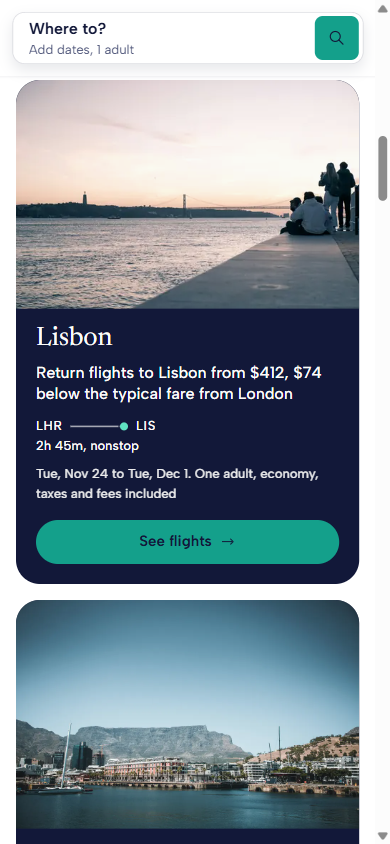 Where to?
Add dates, 1 adult
Lisbon
Return flights to Lisbon from $412, $74
below the typical fare from London
LHR LIS
2h 45m, nonstop
Tue, Nov 24 to Tue, Dec 1. One adult, economy,
taxes and fees included
See flights →